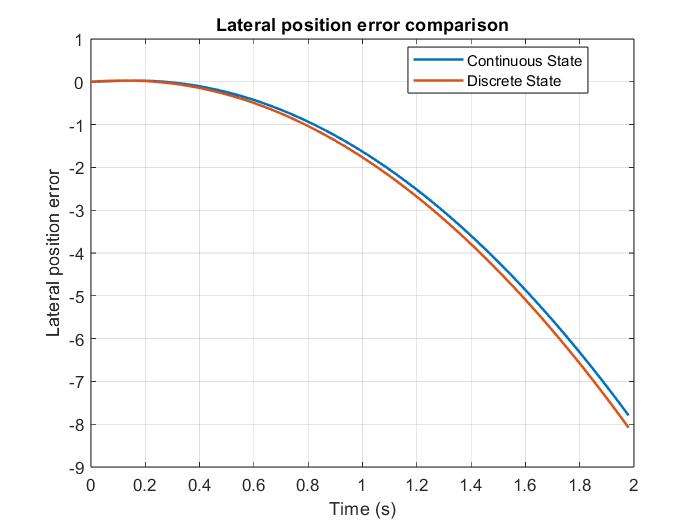 Lateral position error comparison
Continuous State
Discrete State
1
0
-1
-2
-3
-4
-5
-6
-7
-8
-9
Lateral position error
0 0.2 0.4 0.6 0.8 1 1.2 1.4 1.6 1.8 2
Time (s)